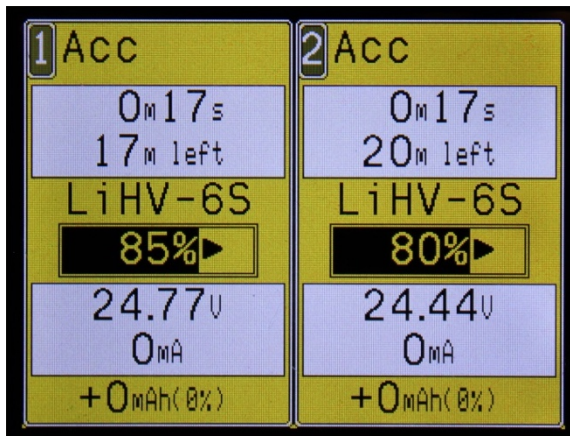 1 Acc
0M17s
17M left
LiHV-6S
85%►
24.77V
0mA
+0mAh(0%)
2 Acc
0M17s
20M left
LiHV-6S
80%►
24.44V
0mA
+0mAh(0%)